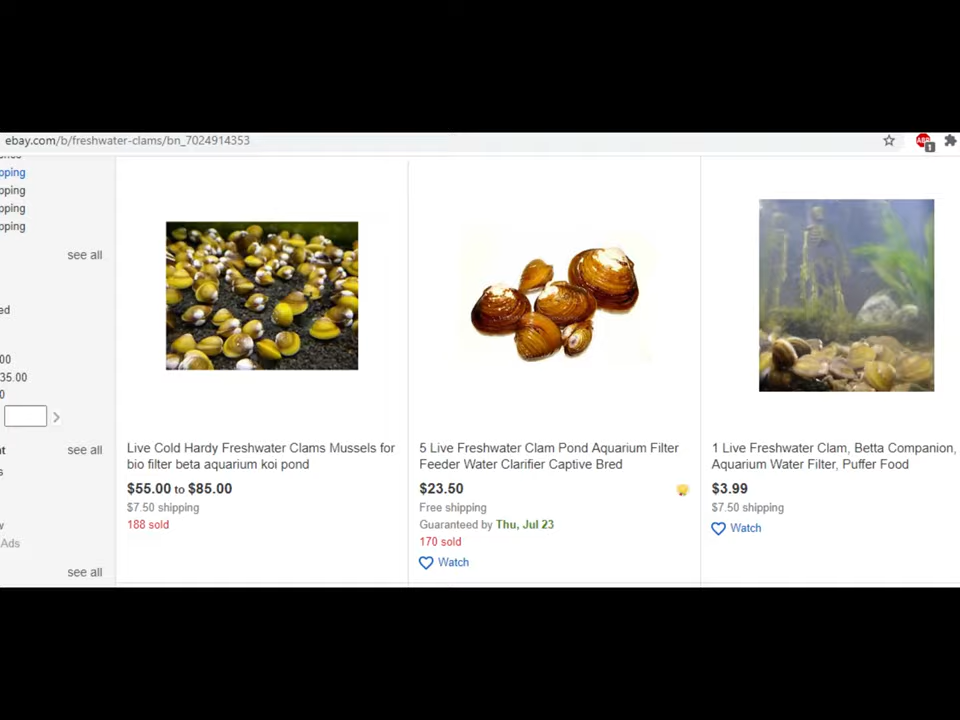 ebay.com/b/freshwater-clams/bn_7024914353
ABP
1
pping
pping
pping
pping
see all
ed
00
35.00
0
see all
nt
s
w
Ads
see all
Live Cold Hardy Freshwater Clams Mussels for
bio filter beta aquarium koi pond
$55.00 to $85.00
$7.50 shipping
188 sold
5 Live Freshwater Clam Pond Aquarium Filter
Feeder Water Clarifier Captive Bred
$23.50
Free shipping
Guaranteed by Thu, Jul 23
170 sold
Watch
1 Live Freshwater Clam, Betta Companion,
Aquarium Water Filter, Puffer Food
$3.99
$7.50 shipping
Watch